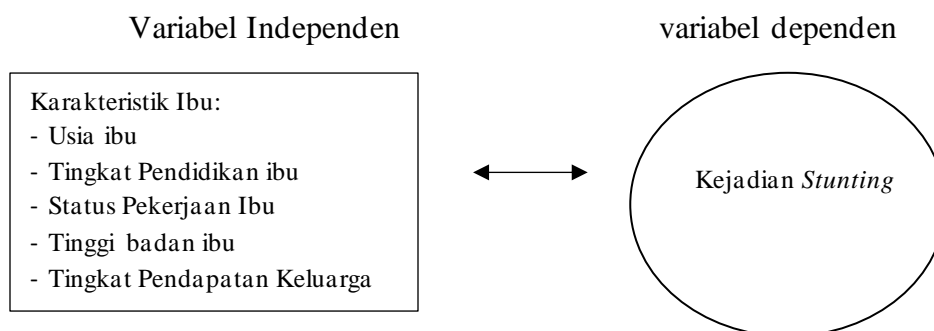 Variabel Independen
variabel dependen
Karakteristik Ibu:
- Usia ibu
- Tingkat Pendidikan ibu
- Status Pekerjaan Ibu
- Tinggi badan ibu
- Tingkat Pendapatan Keluarga
Kejadian Stunting